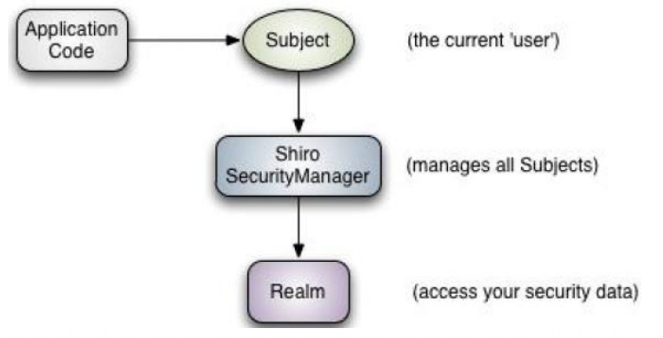 Application
Code
Subject
(the current 'user')
Shiro
SecurityManager
(manages all Subjects)
Realm
(access your security data)